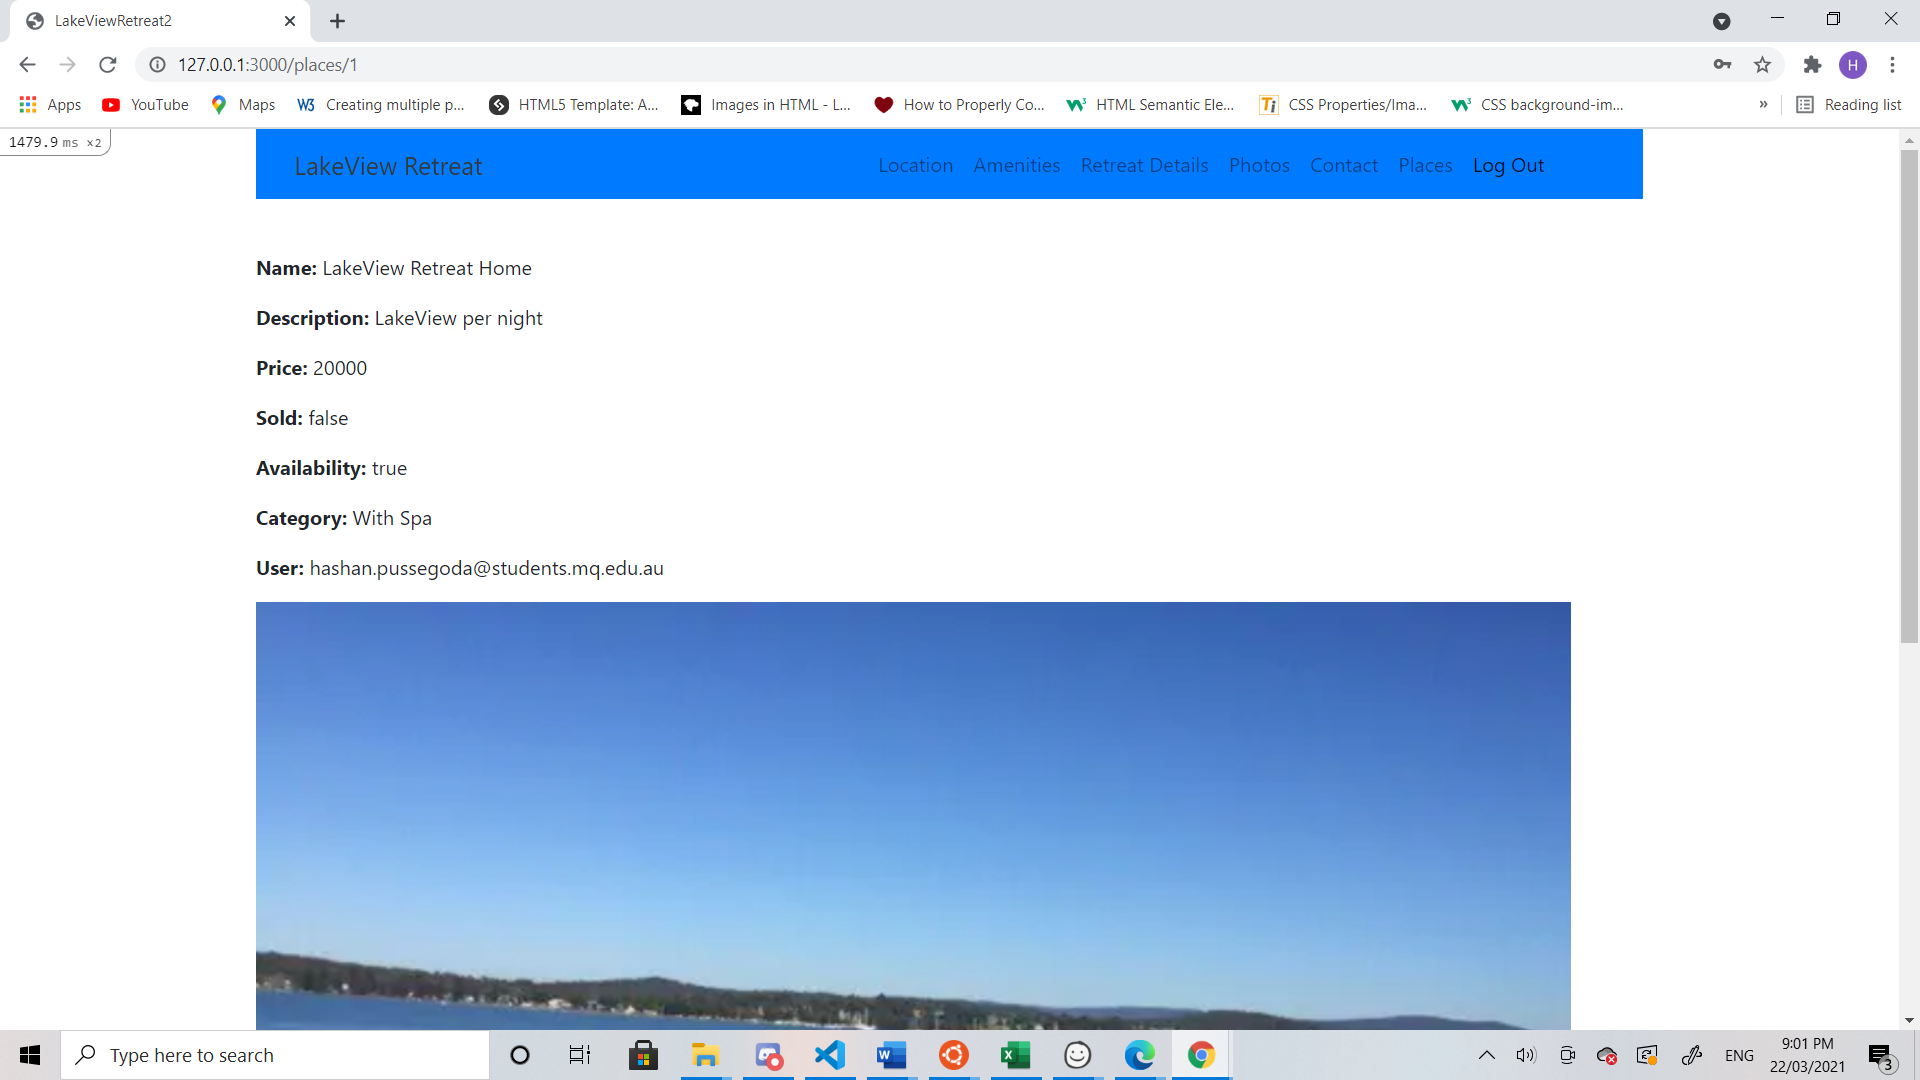 LakeViewRetreat2
127.0.0.1:3000/places/1
H
Apps YouTube Maps Creating multiple p... HTML5 Template: A... Images in HTML - L... How to Properly Co... HTML Semantic Ele... CSS Properties/Ima... CSS background-im... » Reading list
1479.9 ms ×2
LakeView Retreat Location Amenities Retreat Details Photos Contact Places Log Out
Name: LakeView Retreat Home
Description: LakeView per night
Price: 20000
Sold: false
Availability: true
Category: With Spa
User: hashan.pussegoda@students.mq.edu.au
Type here to search
ENG
9:01 PM
22/03/2021
3